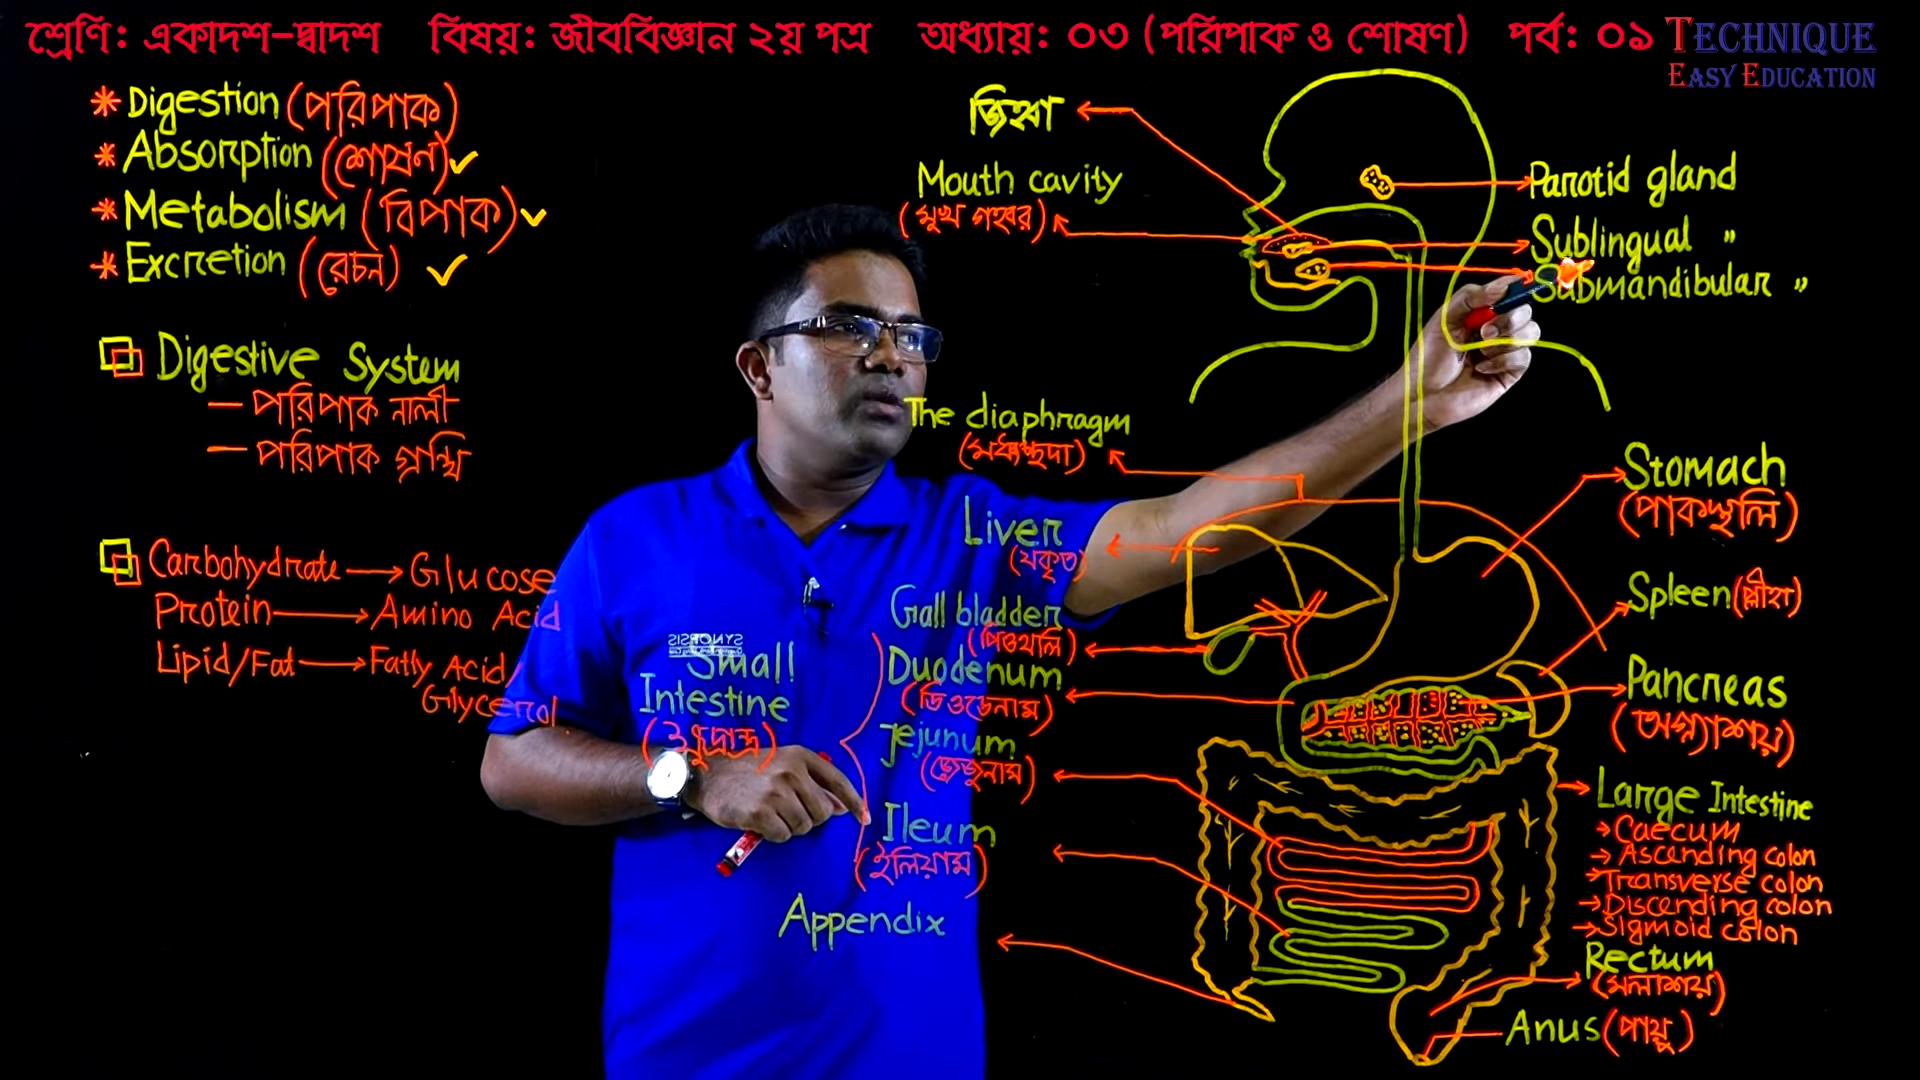 শ্রেণি: একাদশ-দ্বাদশ বিষয়: জীববিজ্ঞান ২য় পত্র অধ্যায়: ০৩ (পরিপাক ও শোষণ) পর্ব: ০১
TECHNIQUE
EASY EDUCATION
* Digestion (পরিপাক)
* Absorption (শোষন) ✓
* Metabolism (বিপাক) ✓
* Excretion (রেচন) ✓
Digestive System
— পরিপাক নালী
— পরিপাক গ্রন্থি
Carbohydrate → Glucose
Protein → Amino Acid
Lipid/Fat → Fatty Acid/
Glycerol
SYNOPSIS
Small
Intestine
(ক্ষুদ্রান্ত্র)
জিহ্বা
Mouth cavity
(মুখ গহ্বর)
The diaphragm
(মধ্যচ্ছদা)
Liver
(যকৃত)
Gall bladder
(পিত্তথলি)
Duodenum
(ডিওডেনাম)
Jejunum
(জেজুনাম)
Ileum
(ইলিয়াম)
Appendix
Parotid gland
Sublingual "
Submandibular "
Stomach
(পাকস্থলি)
Spleen (প্লীহা)
Pancreas
(অগ্ন্যাশয়)
Large Intestine
→ Caecum
→ Ascending colon
→ Transverse colon
→ Discending colon
→ Sigmoid colon
Rectum
(মলাশয়)
Anus (পায়ু)